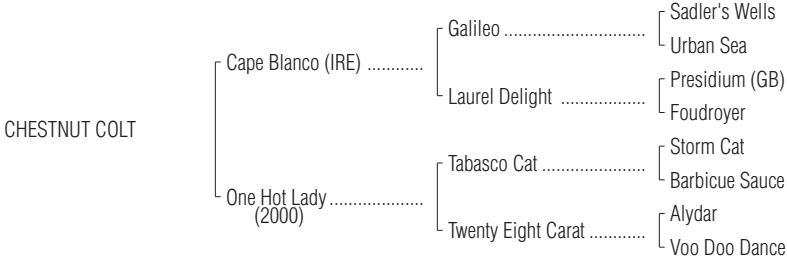 Sadler's Wells
Galileo ..............................
Urban Sea
Cape Blanco (IRE) ............
Presidium (GB)
Laurel Delight ..................
Foudroyer
CHESTNUT COLT
Storm Cat
Tabasco Cat ......................
Barbicue Sauce
One Hot Lady ....................
(2000)
Alydar
Twenty Eight Carat ............
Voo Doo Dance